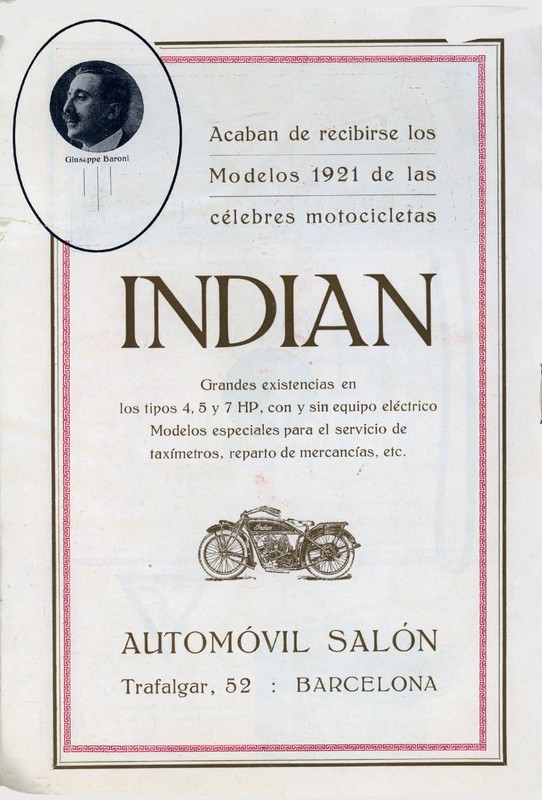 Giuseppe Baroni
Acaban de recibirse los
Modelos 1921 de las
célebres motocicletas
INDIAN
Grandes existencias en
los tipos 4, 5 y 7 HP, con y sin equipo eléctrico
Modelos especiales para el servicio de
taxímetros, reparto de mercancías, etc.
Indian
AUTOMÓVIL SALÓN
Trafalgar, 52 : BARCELONA